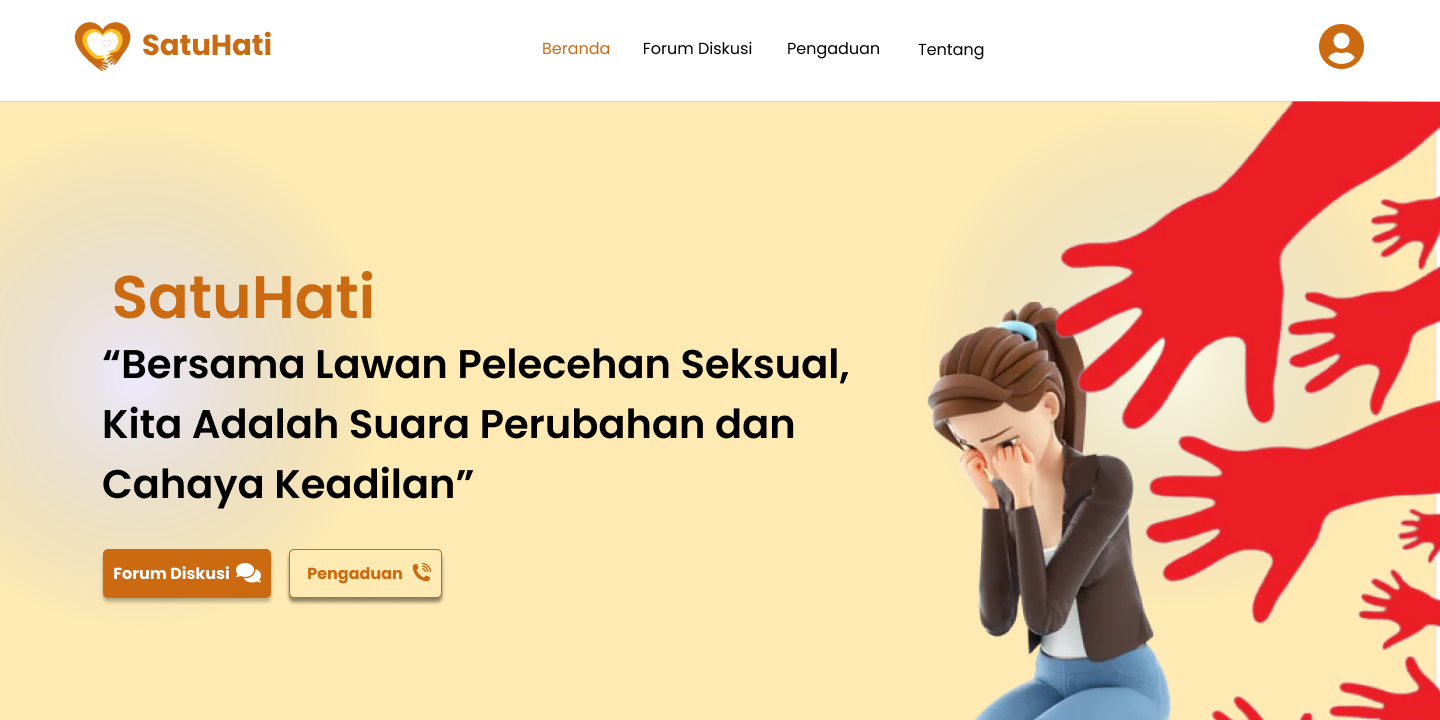 SatuHati
Beranda
Forum Diskusi
Pengaduan
Tentang
SatuHati
“Bersama Lawan Pelecehan Seksual,
Kita Adalah Suara Perubahan dan
Cahaya Keadilan”
Forum Diskusi
Pengaduan